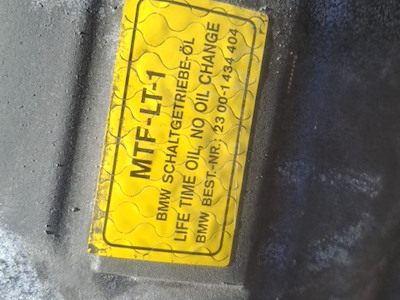 MTF-LT-1
BMW SCHALTGETRIEBE-ÖL
LIFE TIME OIL, NO OIL CHANGE
BMW BEST.-NR.: 23 00-1 434 404